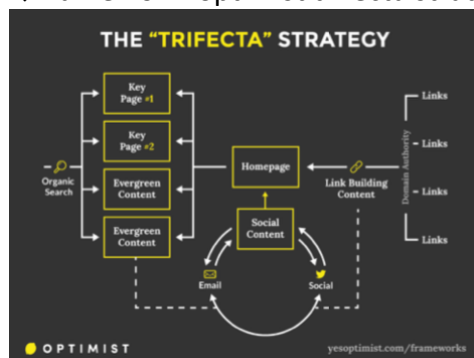 THE “TRIFECTA” STRATEGY
Key
Page #1
Key
Page #2
Evergreen
Content
Evergreen
Content
Organic
Search
Homepage
Social
Content
Email
Social
Link Building
Content
Domain Authority
Links
Links
Links
Links
OPTIMIST
yesoptimist.com/frameworks